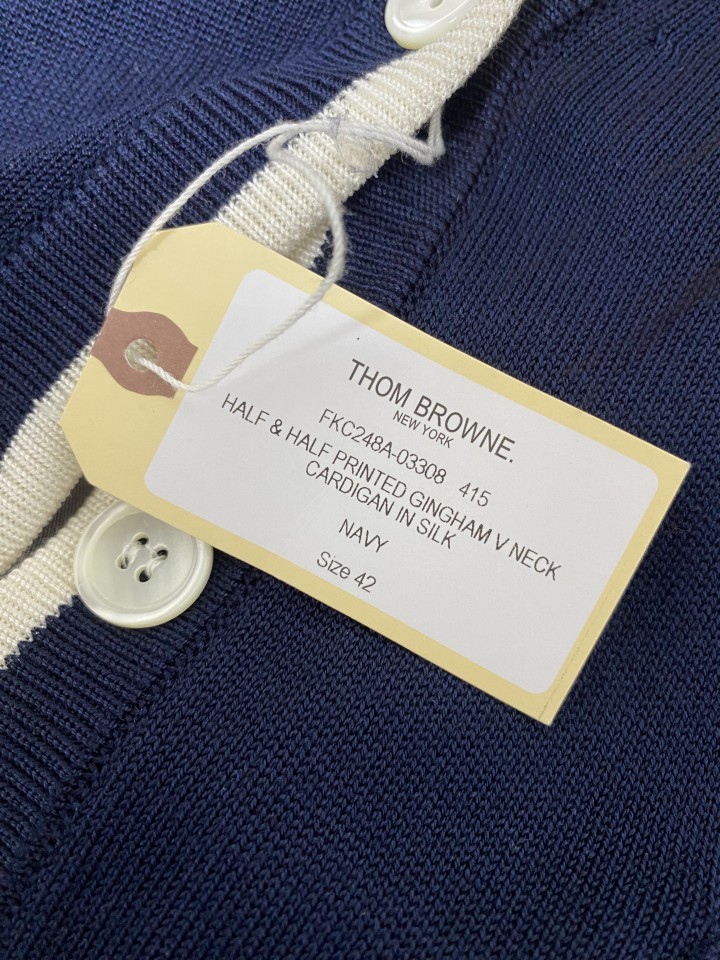 THOM BROWNE.
NEW YORK
FKC248A-03308 415
HALF & HALF PRINTED GINGHAM V NECK
CARDIGAN IN SILK
NAVY
Size 42